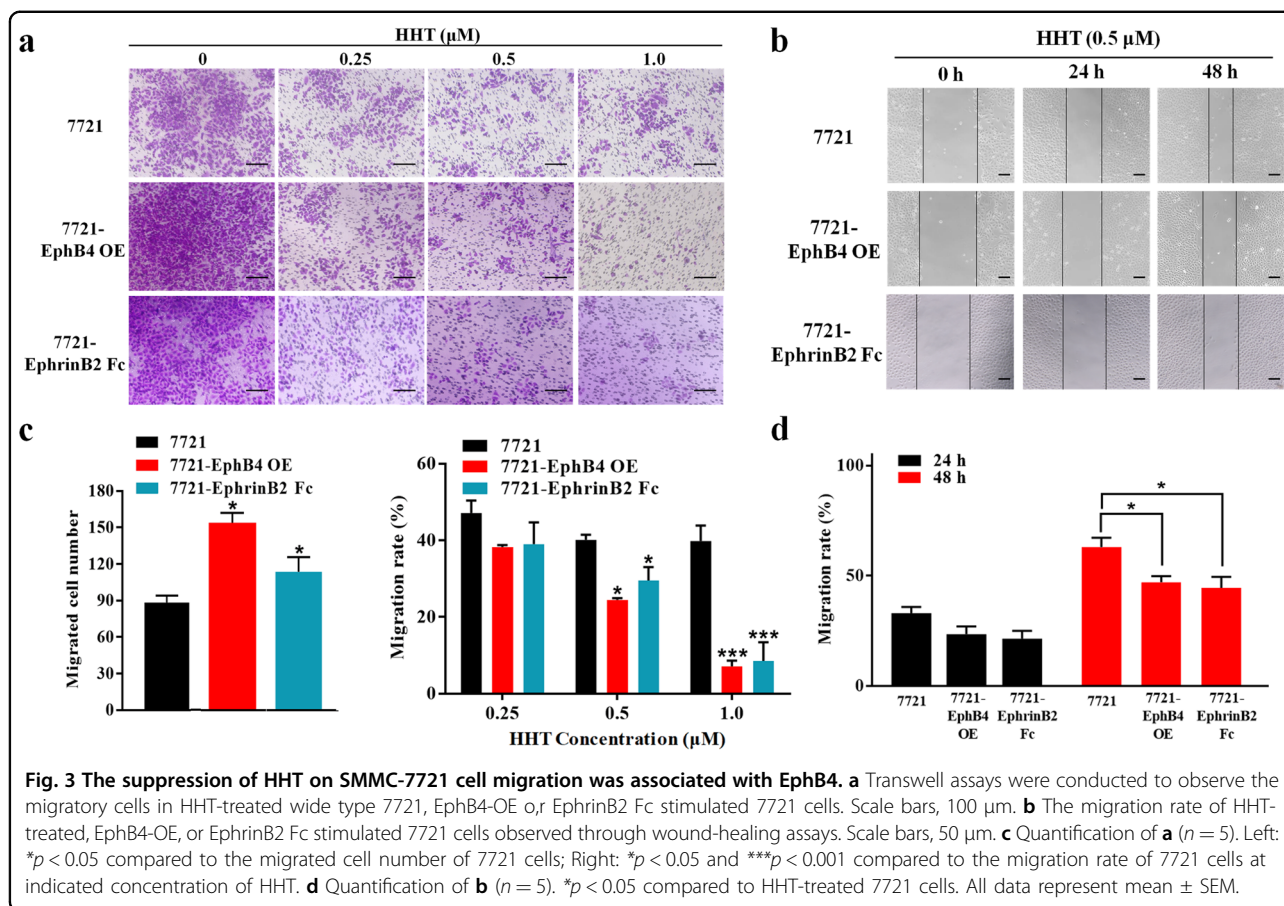 a
HHT (µM)
0 0.25 0.5 1.0
7721
7721-
EphB4 OE
7721-
EphrinB2 Fc
b
HHT (0.5 µM)
0 h 24 h 48 h
7721
7721-
EphB4 OE
7721-
EphrinB2 Fc
c
7721
7721-EphB4 OE
7721-EphrinB2 Fc
Migrated cell number
180
150
120
90
60
30
0
*
*
7721
7721-EphB4 OE
7721-EphrinB2 Fc
Migration rate (%)
60
40
20
0
*
*
***
***
0.25 0.5 1.0
HHT Concentration (µM)
d
24 h
48 h
Migration rate (%)
100
50
0
*
*
7721 7721-EphB4 OE 7721-EphrinB2 Fc 7721 7721-EphB4 OE 7721-EphrinB2 Fc
Fig. 3 The suppression of HHT on SMMC-7721 cell migration was associated with EphB4. a Transwell assays were conducted to observe the
migratory cells in HHT-treated wide type 7721, EphB4-OE o,r EphrinB2 Fc stimulated 7721 cells. Scale bars, 100 µm. b The migration rate of HHT-
treated, EphB4-OE, or EphrinB2 Fc stimulated 7721 cells observed through wound-healing assays. Scale bars, 50 µm. c Quantification of a (n = 5). Left:
*p < 0.05 compared to the migrated cell number of 7721 cells; Right: *p < 0.05 and ***p < 0.001 compared to the migration rate of 7721 cells at
indicated concentration of HHT. d Quantification of b (n = 5). *p < 0.05 compared to HHT-treated 7721 cells. All data represent mean ± SEM.